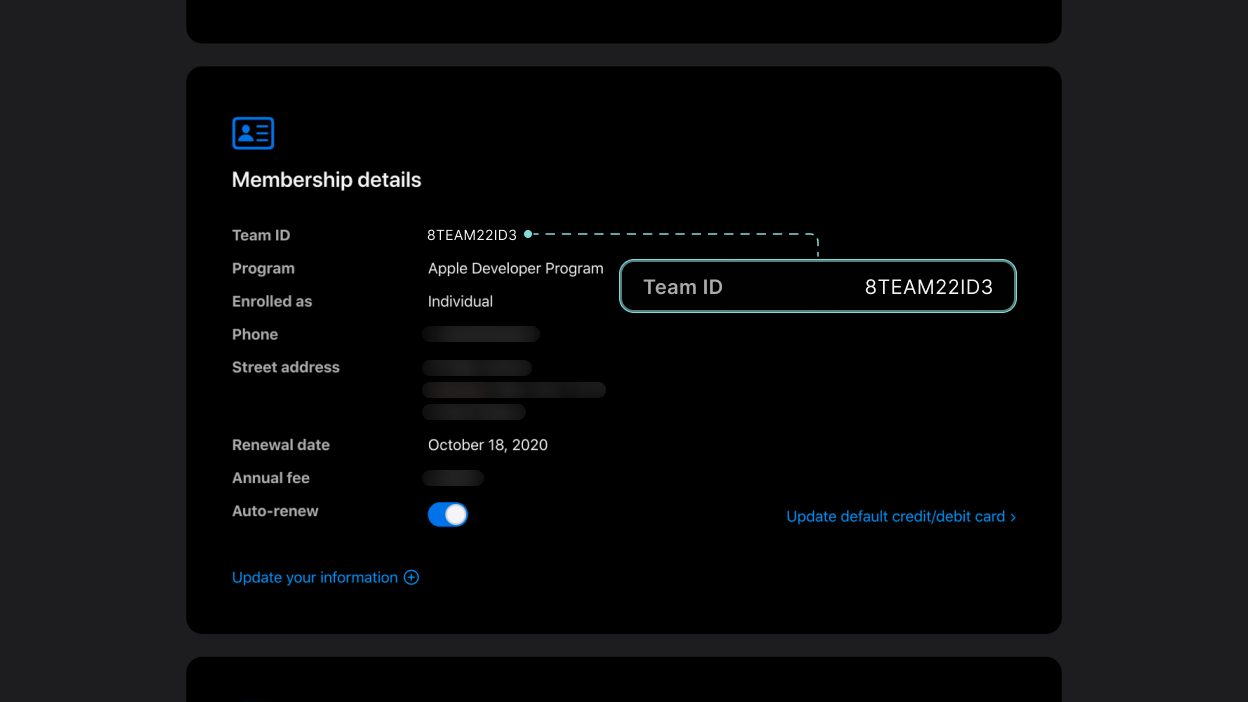 Membership details
Team ID 8TEAM22ID3
Program Apple Developer Program
Team ID 8TEAM22ID3
Enrolled as Individual
Phone
Street address
Renewal date October 18, 2020
Annual fee
Auto-renew
Update default credit/debit card ›
Update your information